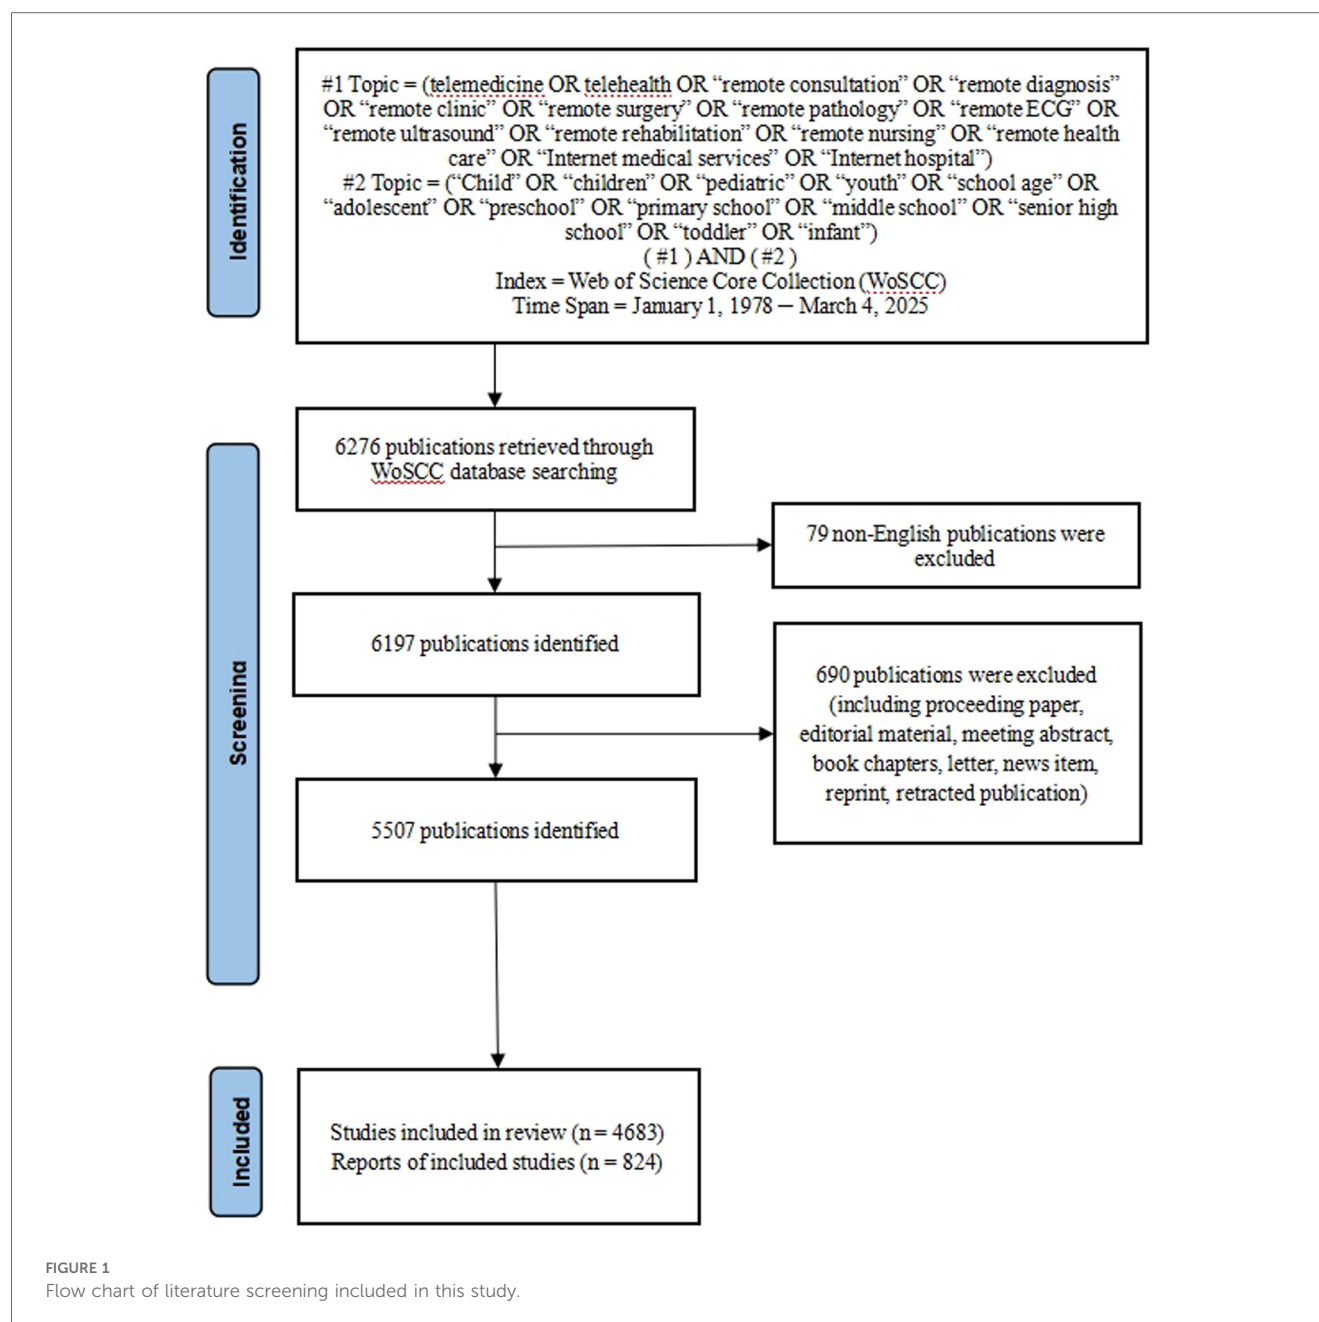 Identification
#1 Topic = (telemedicine OR telehealth OR “remote consultation” OR “remote diagnosis”
OR “remote clinic” OR “remote surgery” OR “remote pathology” OR “remote ECG” OR
“remote ultrasound” OR “remote rehabilitation” OR “remote nursing” OR “remote health
care” OR “Internet medical services” OR “Internet hospital”)
#2 Topic = (“Child” OR “children” OR “pediatric” OR “youth” OR “school age” OR
“adolescent” OR “preschool” OR “primary school” OR “middle school” OR “senior high
school” OR “toddler” OR “infant”)
( #1 ) AND ( #2 )
Index = Web of Science Core Collection (WoSCC)
Time Span = January 1, 1978 — March 4, 2025
Screening
6276 publications retrieved through
WoSCC database searching
79 non-English publications were
excluded
6197 publications identified
690 publications were excluded
(including proceeding paper,
editorial material, meeting abstract,
book chapters, letter, news item,
reprint, retracted publication)
5507 publications identified
Included
Studies included in review (n = 4683)
Reports of included studies (n = 824)
FIGURE 1
Flow chart of literature screening included in this study.